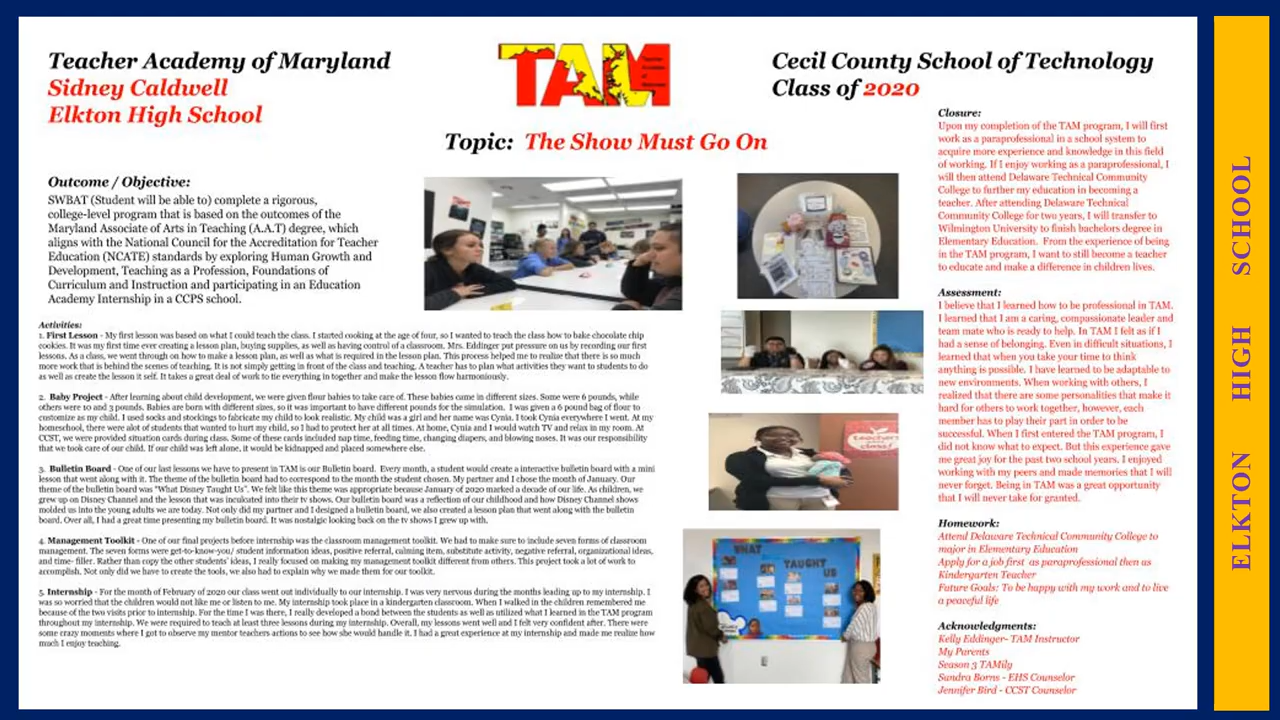 Teacher Academy of Maryland
Sidney Caldwell
Elkton High School
TAM
Teacher
Academy
of
Maryland
Cecil County School of Technology
Class of 2020
Topic: The Show Must Go On
Outcome / Objective:
SWBAT (Student will be able to) complete a rigorous,
college-level program that is based on the outcomes of the
Maryland Associate of Arts in Teaching (A.A.T) degree, which
aligns with the National Council for the Accreditation for Teacher
Education (NCATE) standards by exploring Human Growth and
Development, Teaching as a Profession, Foundations of
Curriculum and Instruction and participating in an Education
Academy Internship in a CCPS school.
Activities:
1. First Lesson - My first lesson was based on what I could teach the class. I started cooking at the age of four, so I wanted to teach the class how to bake chocolate chip
cookies. It was my first time ever creating a lesson plan, buying supplies, as well as having control of a classroom. Mrs. Eddinger put pressure on us by recording our first
lessons. As a class, we went through on how to make a lesson plan, as well as what is required in the lesson plan. This process helped me to realize that there is so much
more work that is behind the scenes of teaching. It is not simply getting in front of the class and teaching. A teacher has to plan what activities they want to students to do
as well as create the lesson it self. It takes a great deal of work to tie everything in together and make the lesson flow harmoniously.
2. Baby Project - After learning about child development, we were given flour babies to take care of. These babies came in different sizes. Some were 6 pounds, while
others were 10 and 3 pounds. Babies are born with different sizes, so it was important to have different pounds for the simulation. I was given a 6 pound bag of flour to
customize as my child. I used socks and stockings to fabricate my child to look realistic. My child was a girl and her name was Cynia. I took Cynia everywhere I went. At my
homeschool, there were alot of students that wanted to hurt my child, so I had to protect her at all times. At home, Cynia and I would watch TV and relax in my room. At
CCST, we were provided situation cards during class. Some of these cards included nap time, feeding time, changing diapers, and blowing noses. It was our responsibility
that we took care of our child. If our child was left alone, it would be kidnapped and placed somewhere else.
3. Bulletin Board - One of our last lessons we have to present in TAM is our Bulletin board. Every month, a student would create a interactive bulletin board with a mini
lesson that went along with it. The theme of the bulletin board had to correspond to the month the student chosen. My partner and I chose the month of January. Our
theme of the bulletin board was "What Disney Taught Us". We felt like this theme was appropriate because January of 2020 marked a decade of our life. As children, we
grew up on Disney Channel and the lesson that was incubated into their tv shows. Our bulletin board was a reflection of our childhood and how Disney Channel shows
molded us into the young adults we are today. Not only did my partner and I designed a bulletin board, we also created a lesson plan that went along with the bulletin
board. Over all, I had a great time presenting my bulletin board. It was nostalgic looking back on the tv shows I grew up with.
4. Management Toolkit - One of our final projects before internship was the classroom management toolkit. We had to make sure to include seven forms of classroom
management. The seven forms were get-to-know-you/ student information ideas, positive referral, calming item, substitute activity, negative referral, organizational ideas,
and time- filler. Rather than copy the other students' ideas, I really focused on making my management toolkit different from others. This project took a lot of work to
accomplish. Not only did we have to create the tools, we also had to explain why we made them for our toolkit.
5. Internship - For the month of February of 2020 our class went out individually to our internship. I was very nervous during the months leading up to my internship. I
was so worried that the children would not like me or listen to me. My internship took place in a kindergarten classroom. When I walked in the children remembered me
because of the two visits prior to internship. For the time I was there, I really developed a bond between the students as well as utilized what I learned in the TAM program
throughout my internship. We were required to teach at least three lessons during my internship. Overall, my lessons went well and I felt very confident after. There were
some crazy moments where I got to observe my mentor teachers actions to see how she would handle it. I had a great experience at my internship and made me realize how
much I enjoy teaching.
WHAT
TAUGHT
US
Closure:
Upon my completion of the TAM program, I will first
work as a paraprofessional in a school system to
acquire more experience and knowledge in this field
of working. If I enjoy working as a paraprofessional, I
will then attend Delaware Technical Community
College to further my education in becoming a
teacher. After attending Delaware Technical
Community College for two years, I will transfer to
Wilmington University to finish bachelors degree in
Elementary Education. From the experience of being
in the TAM program, I want to still become a teacher
to educate and make a difference in children lives.
Assessment:
I believe that I learned how to be professional in TAM.
I learned that I am a caring, compassionate leader and
team mate who is ready to help. In TAM I felt as if I
had a sense of belonging. Even in difficult situations, I
learned that when you take your time to think
anything is possible. I have learned to be adaptable to
new environments. When working with others, I
realized that there are some personalities that make it
hard for others to work together, however, each
member has to play their part in order to be
successful. When I first entered the TAM program, I
did not know what to expect. But this experience gave
me great joy for the past two school years. I enjoyed
working with my peers and made memories that I will
never forget. Being in TAM was a great opportunity
that I will never take for granted.
Homework:
Attend Delaware Technical Community College to
major in Elementary Education
Apply for a job first as paraprofessional then as
Kindergarten Teacher
Future Goals: To be happy with my work and to live
a peaceful life
Acknowledgments:
Kelly Eddinger- TAM Instructor
My Parents
Season 3 TAMily
Sandra Borns - EHS Counselor
Jennifer Bird - CCST Counselor
ELKTON HIGH SCHOOL